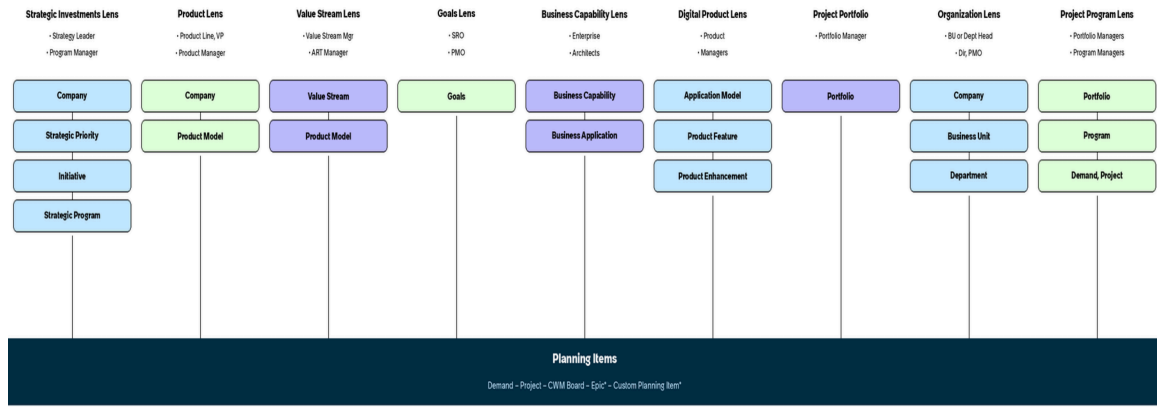 Strategic Investments Lens
• Strategy Leader
• Program Manager
Company
Strategic Priority
Initiative
Strategic Program
Product Lens
• Product Line, VP
• Product Manager
Company
Product Model
Value Stream Lens
• Value Stream Mgr
• ART Manager
Value Stream
Product Model
Goals Lens
• SRO
• PMO
Goals
Business Capability Lens
• Enterprise
• Architects
Business Capability
Business Application
Digital Product Lens
• Product
• Managers
Application Model
Product Feature
Product Enhancement
Project Portfolio
• Portfolio Manager
Portfolio
Organization Lens
• BU or Dept Head
• Dir, PMO
Company
Business Unit
Department
Project Program Lens
• Portfolio Managers
• Program Managers
Portfolio
Program
Demand, Project
Planning Items
Demand – Project – CWM Board – Epic* – Custom Planning Item*